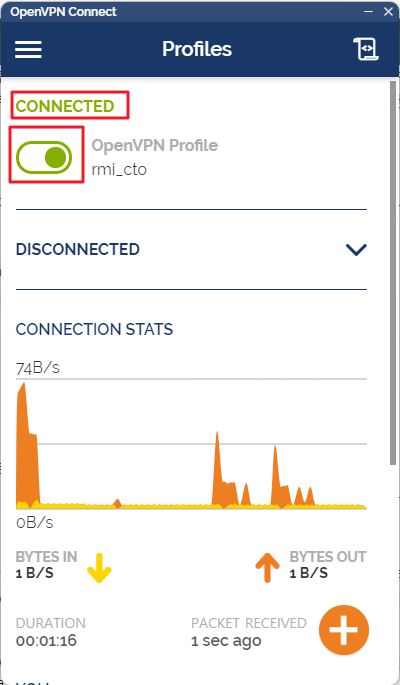 OpenVPN Connect
Profiles
CONNECTED
OpenVPN Profile
rmi_cto
DISCONNECTED
CONNECTION STATS
74B/s
0B/s
BYTES IN
1 B/S
BYTES OUT
1 B/S
DURATION
00:01:16
PACKET RECEIVED
1 sec ago
YOU